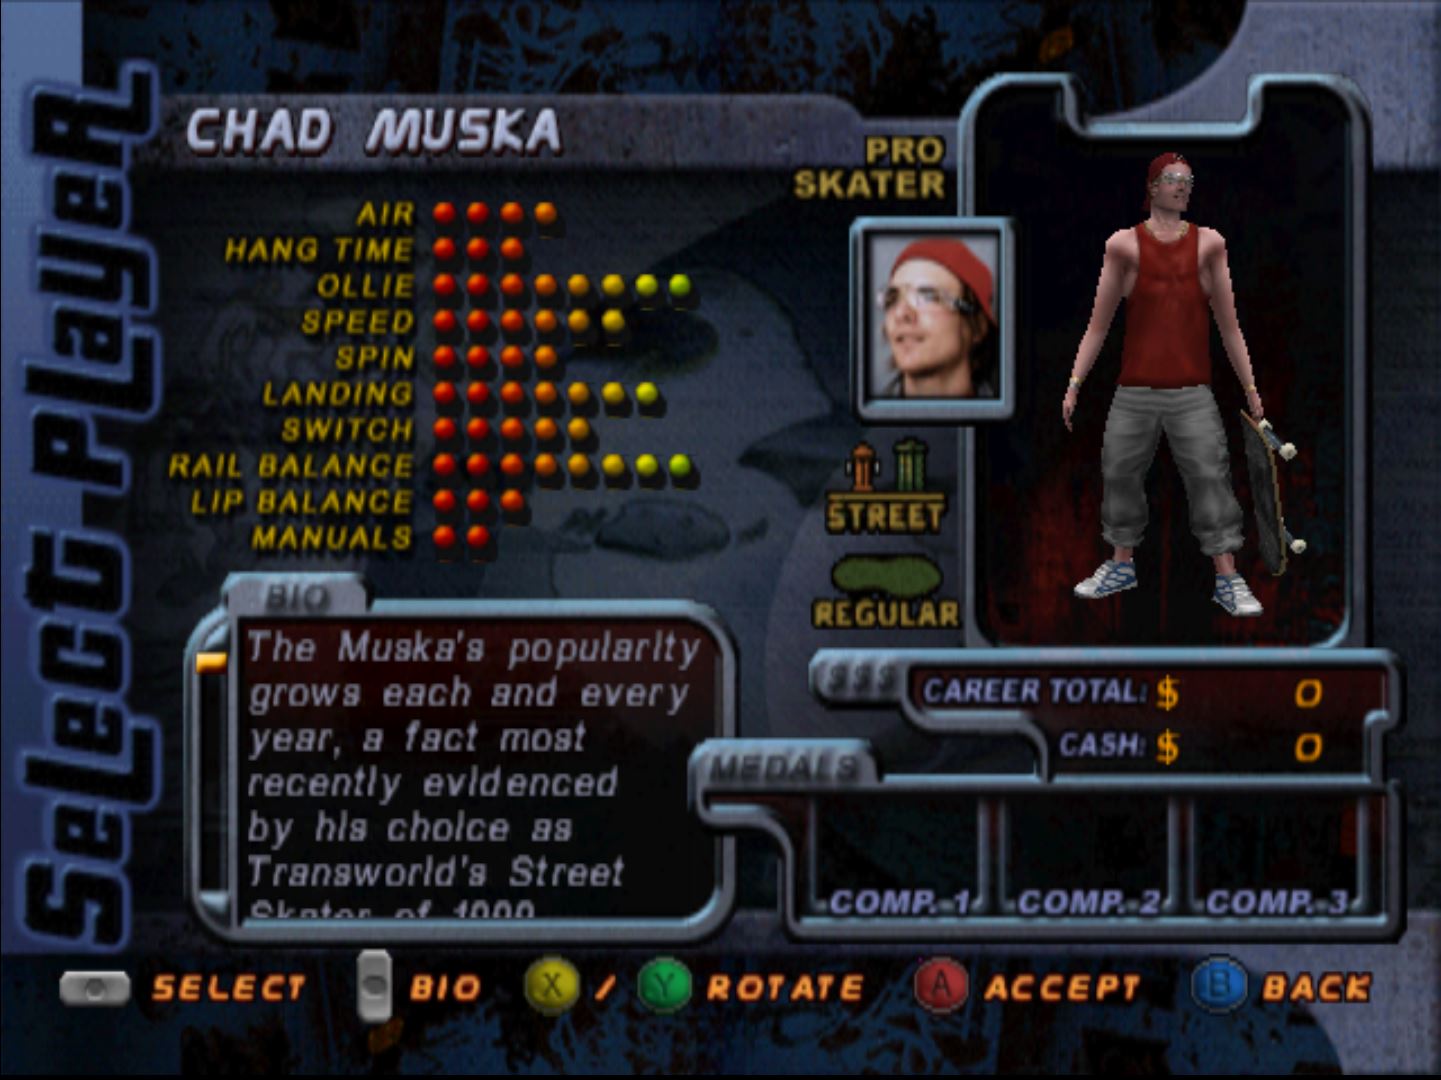 Select Player
CHAD MUSKA
PRO
SKATER
AIR
HANG TIME
OLLIE
SPEED
SPIN
LANDING
SWITCH
RAIL BALANCE
LIP BALANCE
MANUALS
STREET
REGULAR
BIO
The Muska's popularity
grows each and every
year, a fact most
recently evidenced
by his choice as
Transworld's Street
Skater of 1999
$$$
CAREER TOTAL: $ 0
CASH: $ 0
MEDALS
COMP. 1 COMP. 2 COMP. 3
SELECT BIO X / Y ROTATE A ACCEPT B BACK